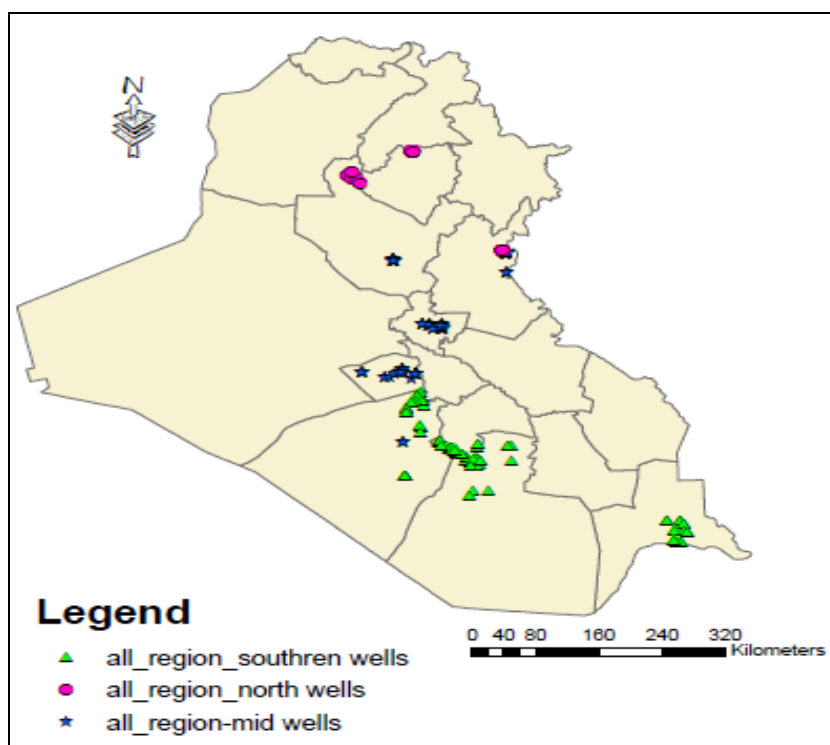 N
Legend
all_region_southren wells
all_region_north wells
all_region-mid wells
0 40 80 160 240 320
Kilometers